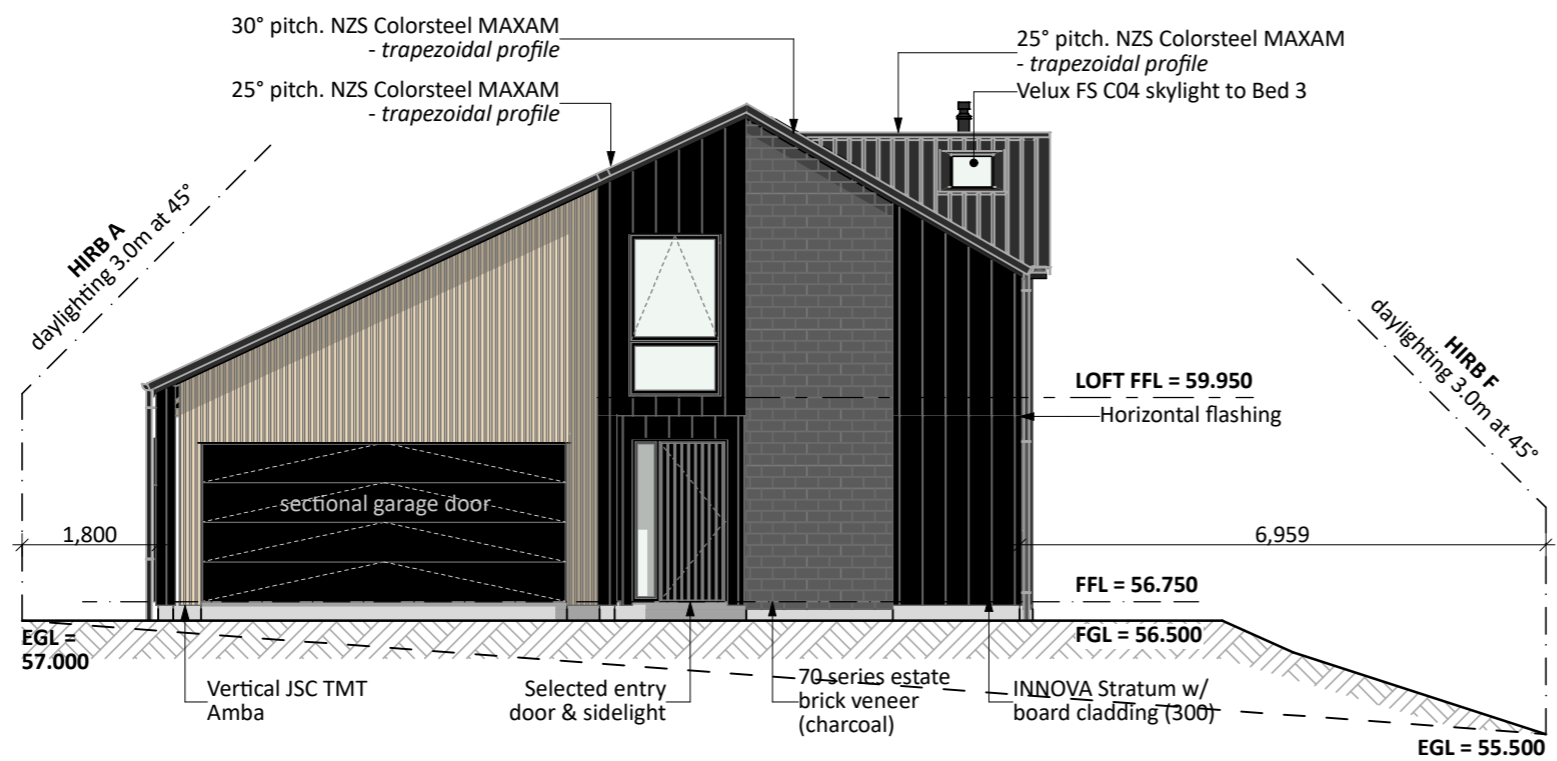 30° pitch. NZS Colorsteel MAXAM
- trapezoidal profile
25° pitch. NZS Colorsteel MAXAM
- trapezoidal profile
25° pitch. NZS Colorsteel MAXAM
- trapezoidal profile
Velux FS C04 skylight to Bed 3
HIRB A
daylighting 3.0m at 45°
HIRB F
daylighting 3.0m at 45°
LOFT FFL = 59.950
Horizontal flashing
sectional garage door
1,800
6,959
FFL = 56.750
EGL =
57.000
FGL = 56.500
Vertical JSC TMT
Amba
Selected entry
door & sidelight
70 series estate
brick veneer
(charcoal)
INNOVA Stratum w/
board cladding (300)
EGL = 55.500